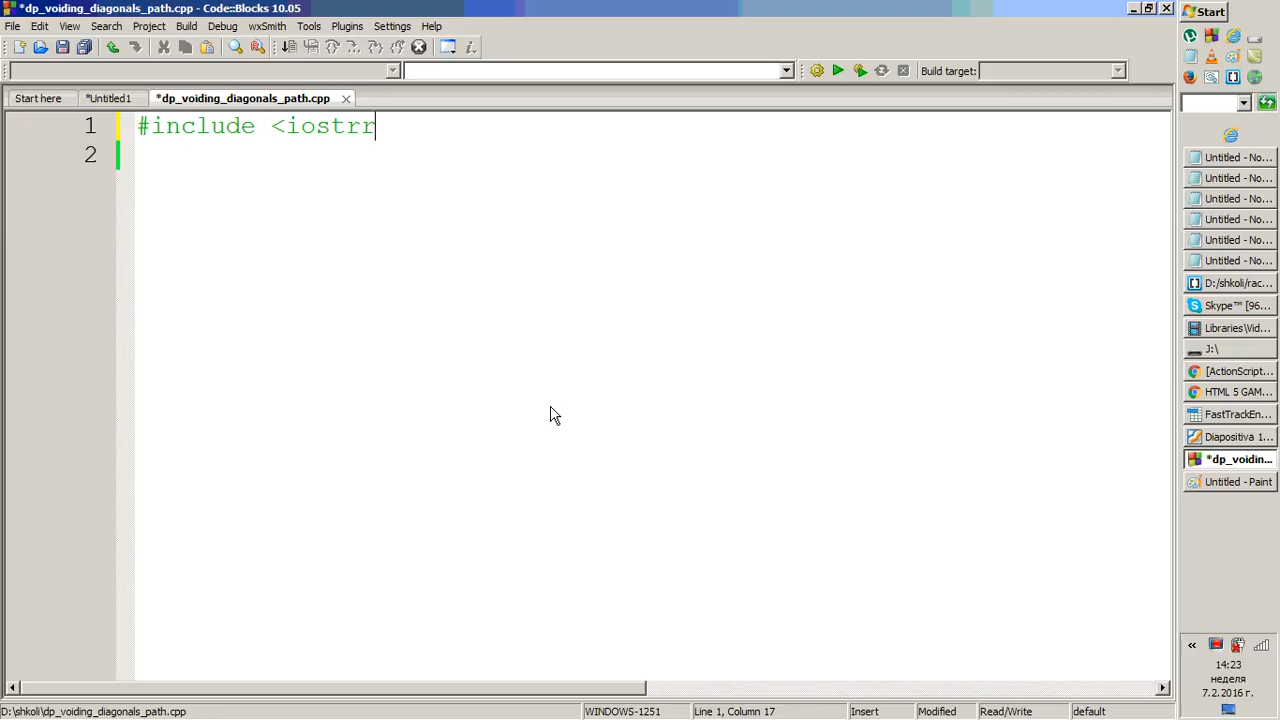 *dp_voiding_diagonals_path.cpp - Code::Blocks 10.05
Start
File Edit View Search Project Build Debug wxSmith Tools Plugins Settings Help
Build target:
Start here *Untitled1 *dp_voiding_diagonals_path.cpp
1 #include <iostrr
2
Untitled - No...
Untitled - No...
Untitled - No...
Untitled - No...
Untitled - No...
Untitled - No...
D:/shkoli/rac...
Skype™ [96...
Libraries\Vid...
J:\
[ActionScript...
HTML 5 GAM...
FastTrackEn...
Diapositiva 1...
*dp_voidin...
Untitled - Paint
14:23
неделя
7.2.2016 г.
D:\shkoli\dp_voiding_diagonals_path.cpp WINDOWS-1251 Line 1, Column 17 Insert Modified Read/Write default